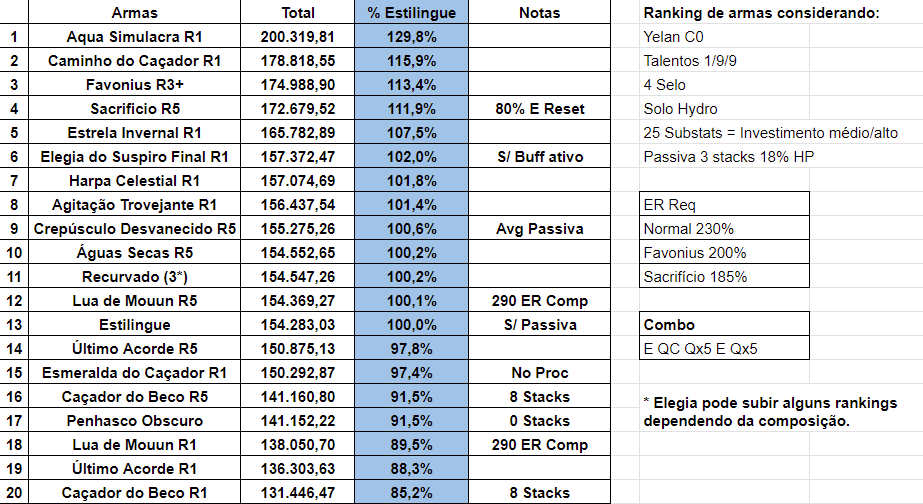 Armas Total % Estilingue Notas
1 Aqua Simulacra R1 200.319,81 129,8%
2 Caminho do Caçador R1 178.818,55 115,9%
3 Favonius R3+ 174.988,90 113,4%
4 Sacrificio R5 172.679,52 111,9% 80% E Reset
5 Estrela Invernal R1 165.782,89 107,5%
6 Elegia do Suspiro Final R1 157.372,47 102,0% S/ Buff ativo
7 Harpa Celestial R1 157.074,69 101,8%
8 Agitação Trovejante R1 156.437,54 101,4%
9 Crepúsculo Desvanecido R5 155.275,26 100,6% Avg Passiva
10 Águas Secas R5 154.552,65 100,2%
11 Recurvado (3*) 154.547,26 100,2%
12 Lua de Mouun R5 154.369,27 100,1% 290 ER Comp
13 Estilingue 154.283,03 100,0% S/ Passiva
14 Último Acorde R5 150.875,13 97,8%
15 Esmeralda do Caçador R1 150.292,87 97,4% No Proc
16 Caçador do Beco R5 141.160,80 91,5% 8 Stacks
17 Penhasco Obscuro 141.152,22 91,5% 0 Stacks
18 Lua de Mouun R1 138.050,70 89,5% 290 ER Comp
19 Último Acorde R1 136.303,63 88,3%
20 Caçador do Beco R1 131.446,47 85,2% 8 Stacks
Ranking de armas considerando:
Yelan C0
Talentos 1/9/9
4 Selo
Solo Hydro
25 Substats = Investimento médio/alto
Passiva 3 stacks 18% HP
ER Req
Normal 230%
Favonius 200%
Sacrifício 185%
Combo
E QC Qx5 E Qx5
* Elegia pode subir alguns rankings
dependendo da composição.